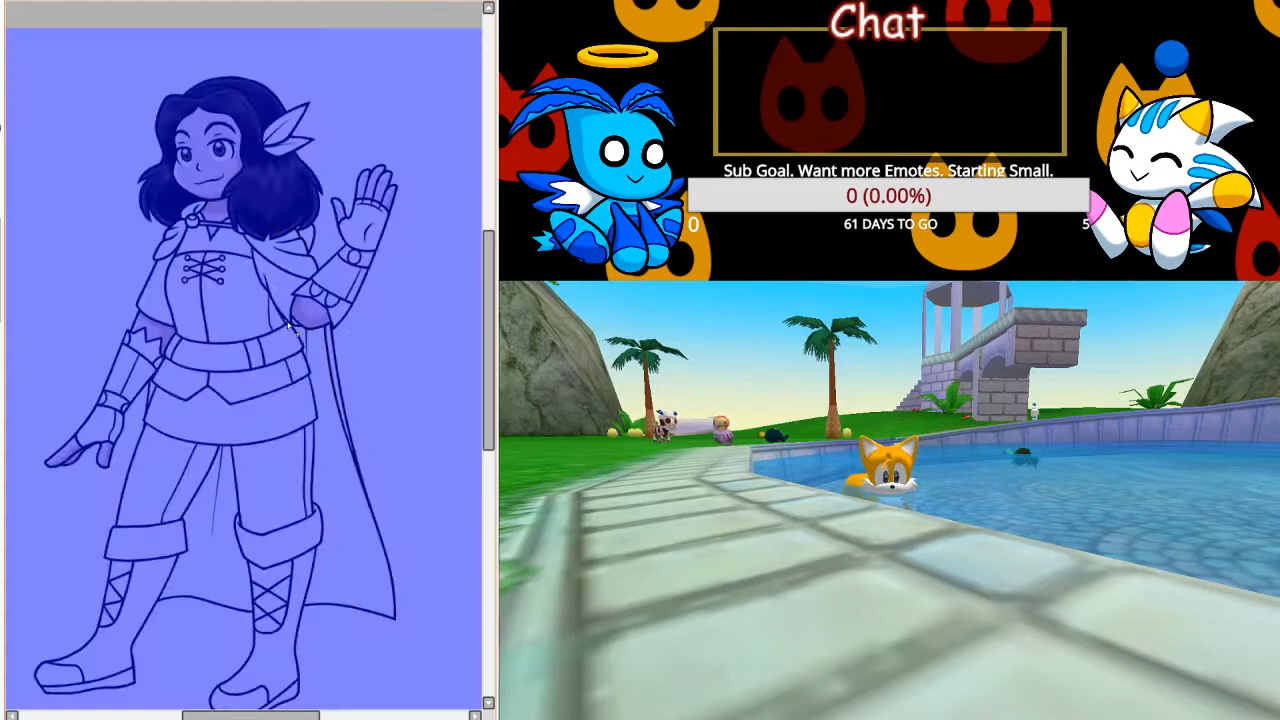 Chat
Sub Goal. Want more Emotes. Starting Small.
0 (0.00%)
0
61 DAYS TO GO
5